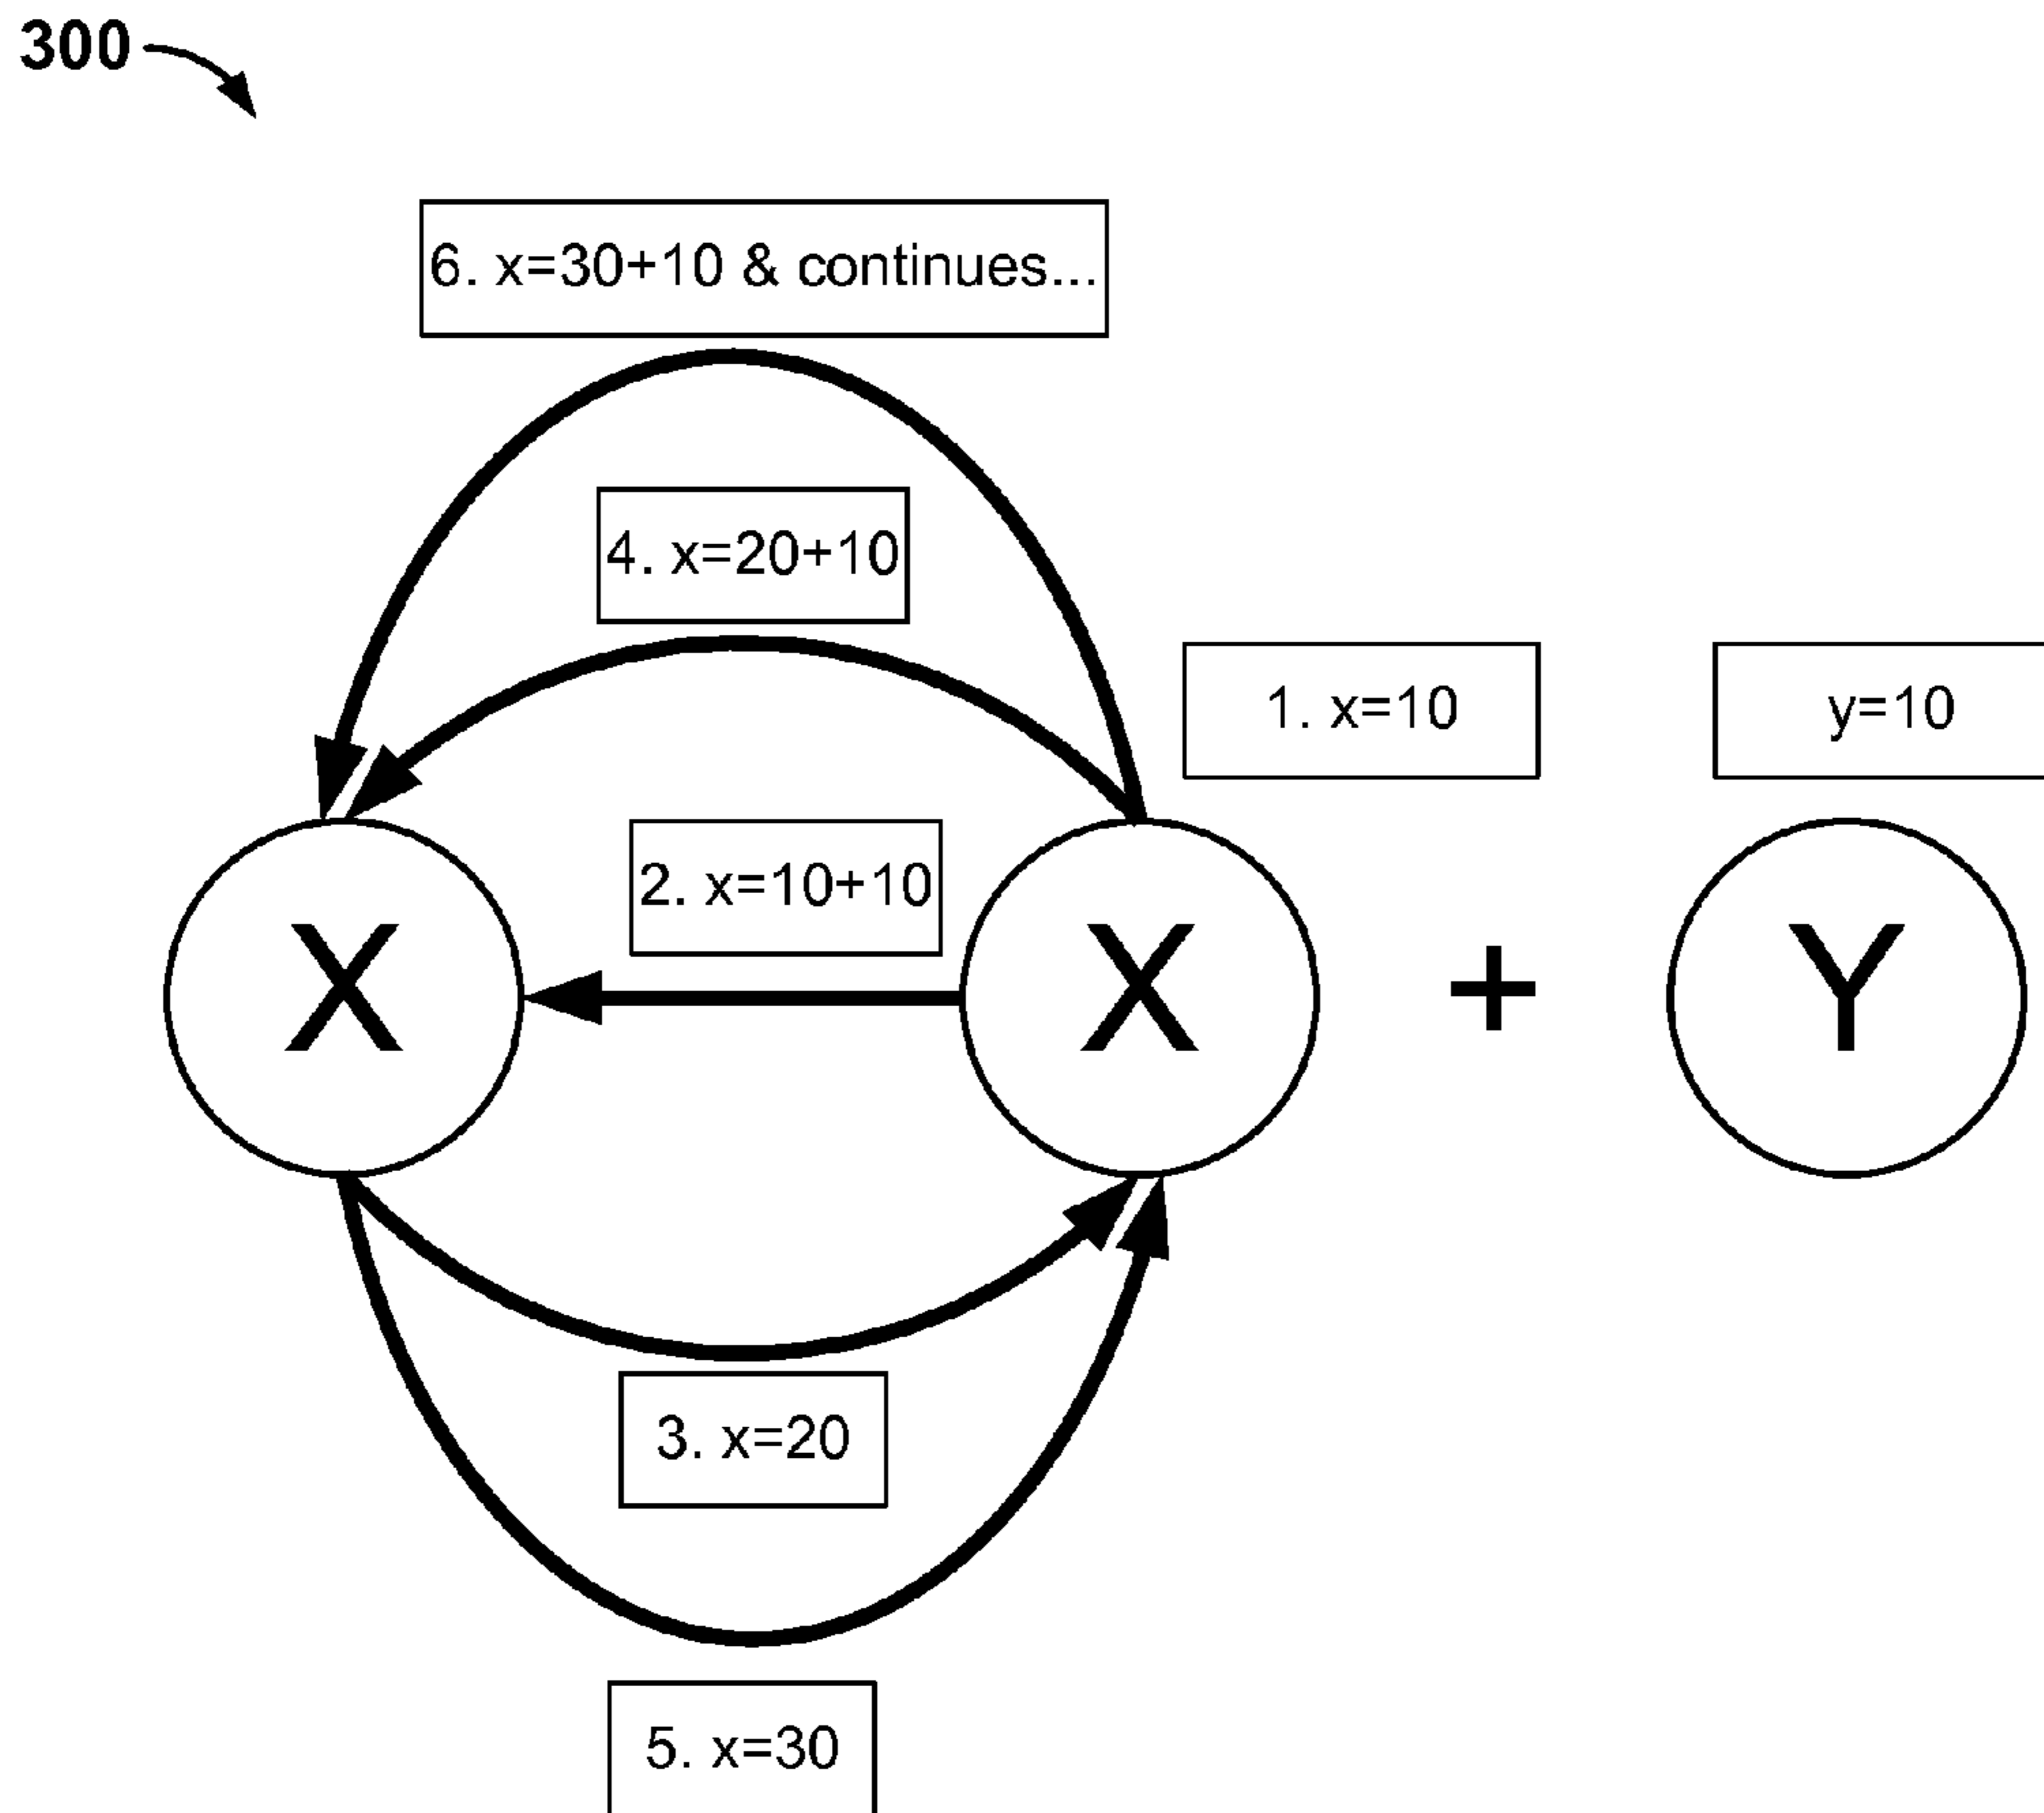 300
6. x=30+10 & continues...
4. x=20+10
1. x=10
y=10
2. x=10+10
X
X
+
Y
3. x=20
5. x=30